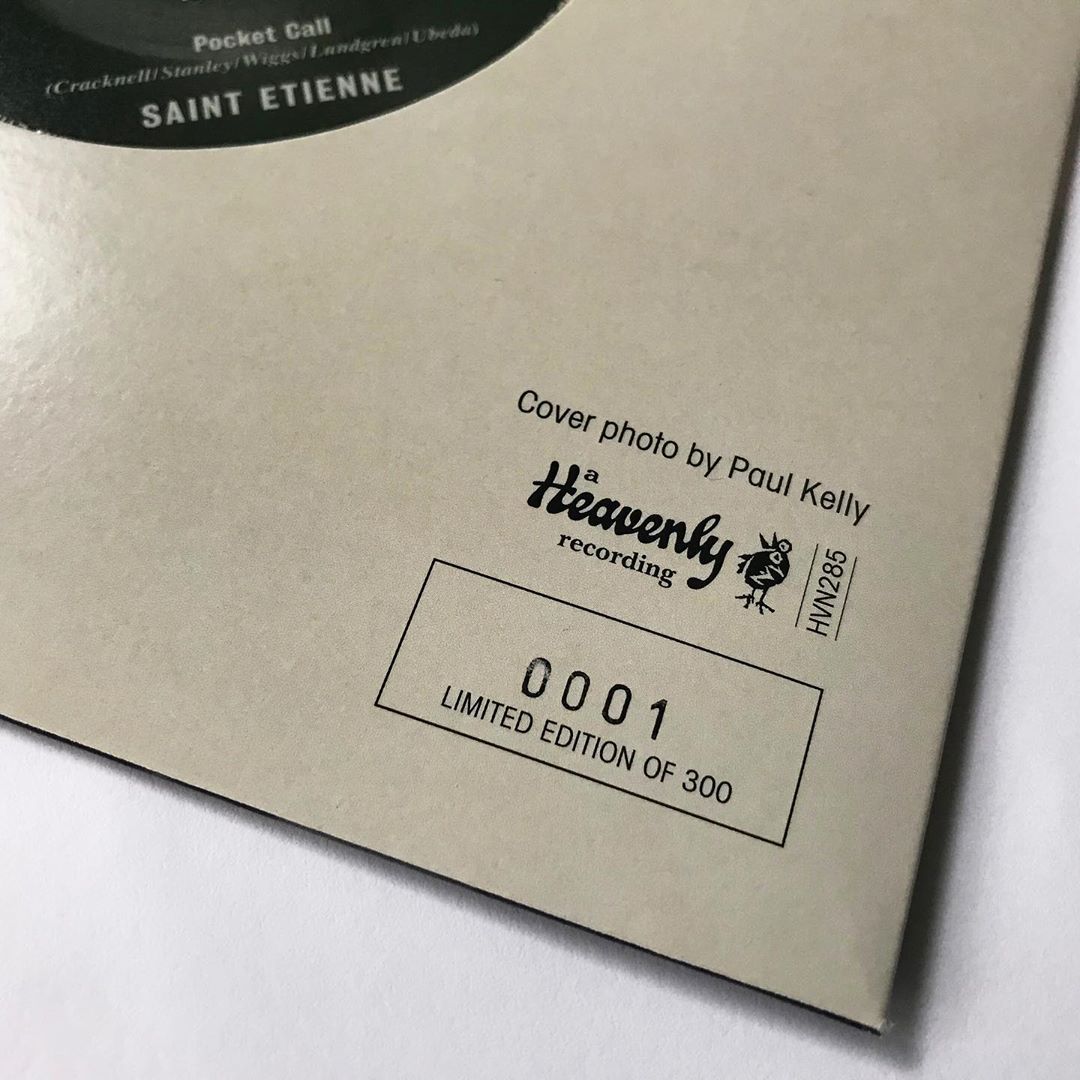 Pocket Call
(Cracknell/Stanley/Wiggs/Lundgren/Ubeda)
SAINT ETIENNE
Cover photo by Paul Kelly
a
Heavenly
recording
HVN285
0001
LIMITED EDITION OF 300